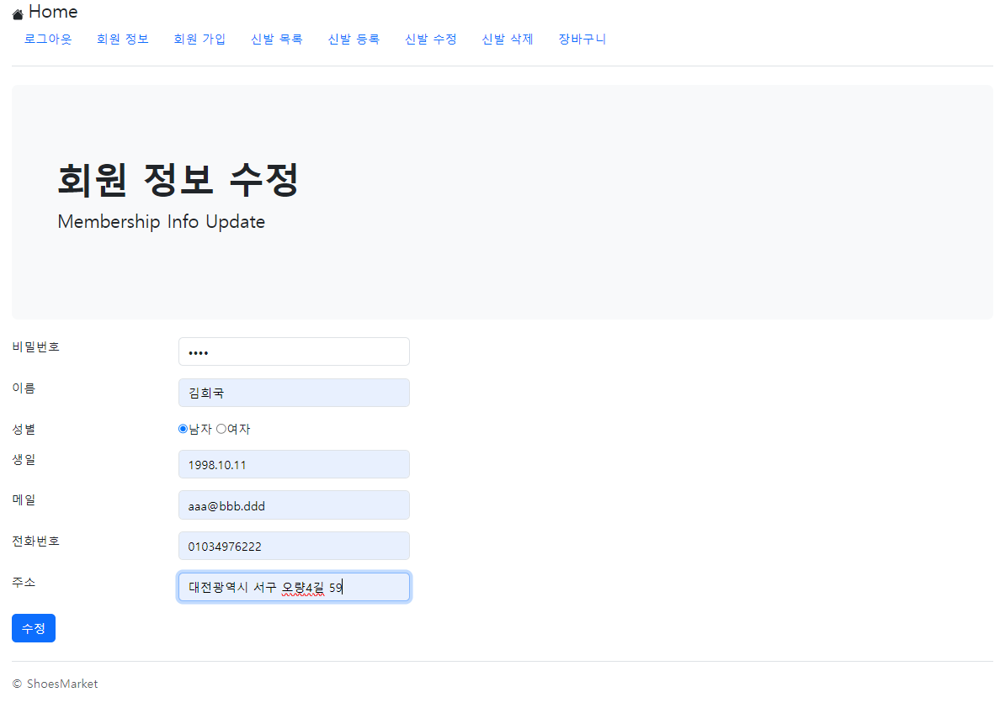 Home
로그아웃 회원 정보 회원 가입 신발 목록 신발 등록 신발 수정 신발 삭제 장바구니
회원 정보 수정
Membership Info Update
비밀번호 ••••
이름 김희국
성별 남자 여자
생일 1998.10.11
메일 aaa@bbb.ddd
전화번호 01034976222
주소 대전광역시 서구 오량4길 59
수정
© ShoesMarket